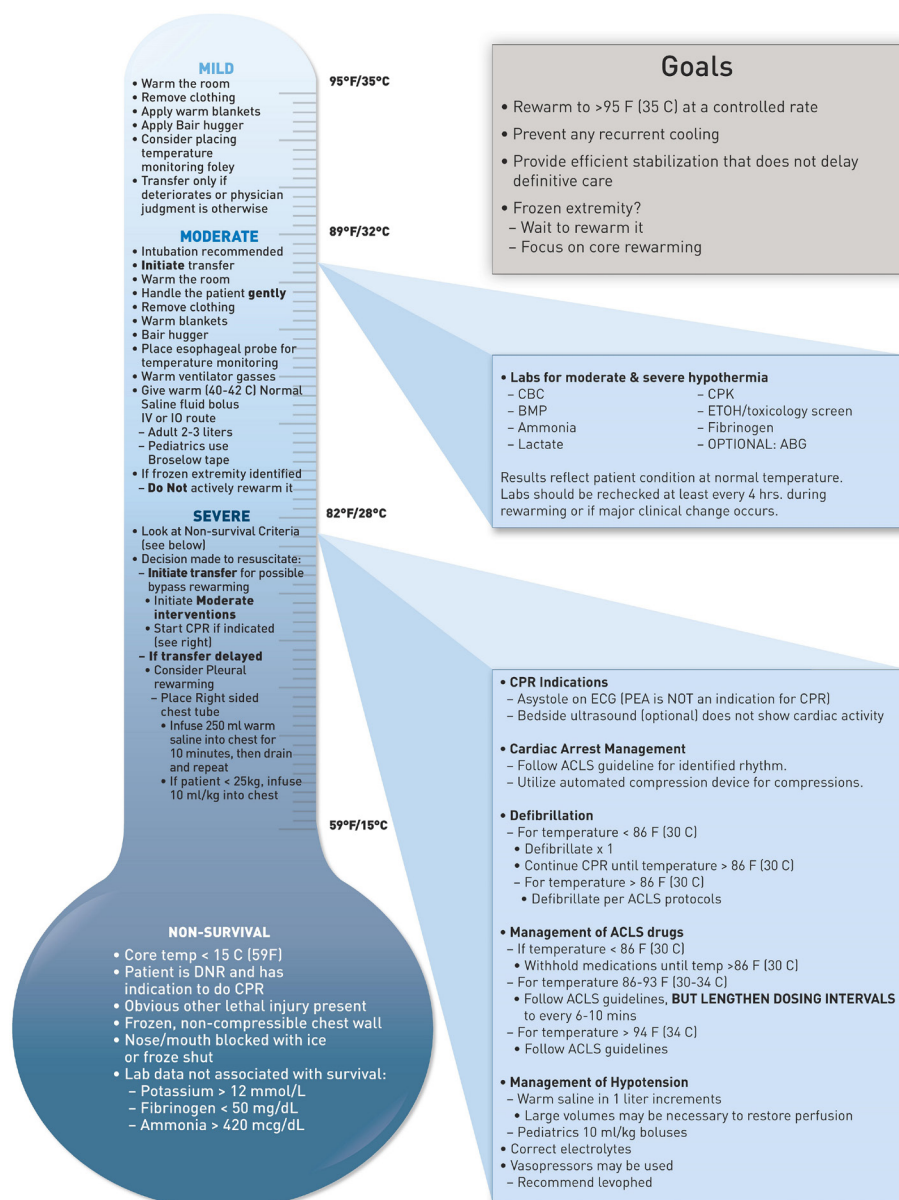 MILD
• Warm the room
• Remove clothing
• Apply warm blankets
• Apply Bair hugger
• Consider placing
temperature
monitoring foley
• Transfer only if
deteriorates or physician
judgment is otherwise
MODERATE
• Intubation recommended
• Initiate transfer
• Warm the room
• Handle the patient gently
• Remove clothing
• Warm blankets
• Bair hugger
• Place esophageal probe for
temperature monitoring
• Warm ventilator gasses
• Give warm (40-42 C) Normal
Saline fluid bolus
IV or IO route
– Adult 2-3 liters
– Pediatrics use
Broselow tape
• If frozen extremity identified
– Do Not actively rewarm it
SEVERE
• Look at Non-survival Criteria
(see below)
• Decision made to resuscitate:
– Initiate transfer for possible
bypass rewarming
• Initiate Moderate
interventions
• Start CPR if indicated
(see right)
– If transfer delayed
• Consider Pleural
rewarming
– Place Right sided
chest tube
• Infuse 250 ml warm
saline into chest for
10 minutes, then drain
and repeat
• If patient < 25kg, infuse
10 ml/kg into chest
NON-SURVIVAL
• Core temp < 15 C (59F)
• Patient is DNR and has
indication to do CPR
• Obvious other lethal injury present
• Frozen, non-compressible chest wall
• Nose/mouth blocked with ice
or froze shut
• Lab data not associated with survival:
– Potassium > 12 mmol/L
– Fibrinogen < 50 mg/dL
– Ammonia > 420 mcg/dL
95°F/35°C
89°F/32°C
82°F/28°C
59°F/15°C
Goals
• Rewarm to >95 F (35 C) at a controlled rate
• Prevent any recurrent cooling
• Provide efficient stabilization that does not delay
definitive care
• Frozen extremity?
– Wait to rewarm it
– Focus on core rewarming
• Labs for moderate & severe hypothermia
– CBC
– BMP
– Ammonia
– Lactate
– CPK
– ETOH/toxicology screen
– Fibrinogen
– OPTIONAL: ABG
Results reflect patient condition at normal temperature.
Labs should be rechecked at least every 4 hrs. during
rewarming or if major clinical change occurs.
• CPR Indications
– Asystole on ECG (PEA is NOT an indication for CPR)
– Bedside ultrasound (optional) does not show cardiac activity
• Cardiac Arrest Management
– Follow ACLS guideline for identified rhythm.
– Utilize automated compression device for compressions.
• Defibrillation
– For temperature < 86 F (30 C)
• Defibrillate x 1
• Continue CPR until temperature > 86 F (30 C)
– For temperature > 86 F (30 C)
• Defibrillate per ACLS protocols
• Management of ACLS drugs
– If temperature < 86 F (30 C)
• Withhold medications until temp >86 F (30 C)
– For temperature 86-93 F (30-34 C)
• Follow ACLS guidelines, BUT LENGTHEN DOSING INTERVALS
to every 6-10 mins
– For temperature > 94 F (34 C)
• Follow ACLS guidelines
• Management of Hypotension
– Warm saline in 1 liter increments
• Large volumes may be necessary to restore perfusion
– Pediatrics 10 ml/kg boluses
• Correct electrolytes
• Vasopressors may be used
– Recommend levophed